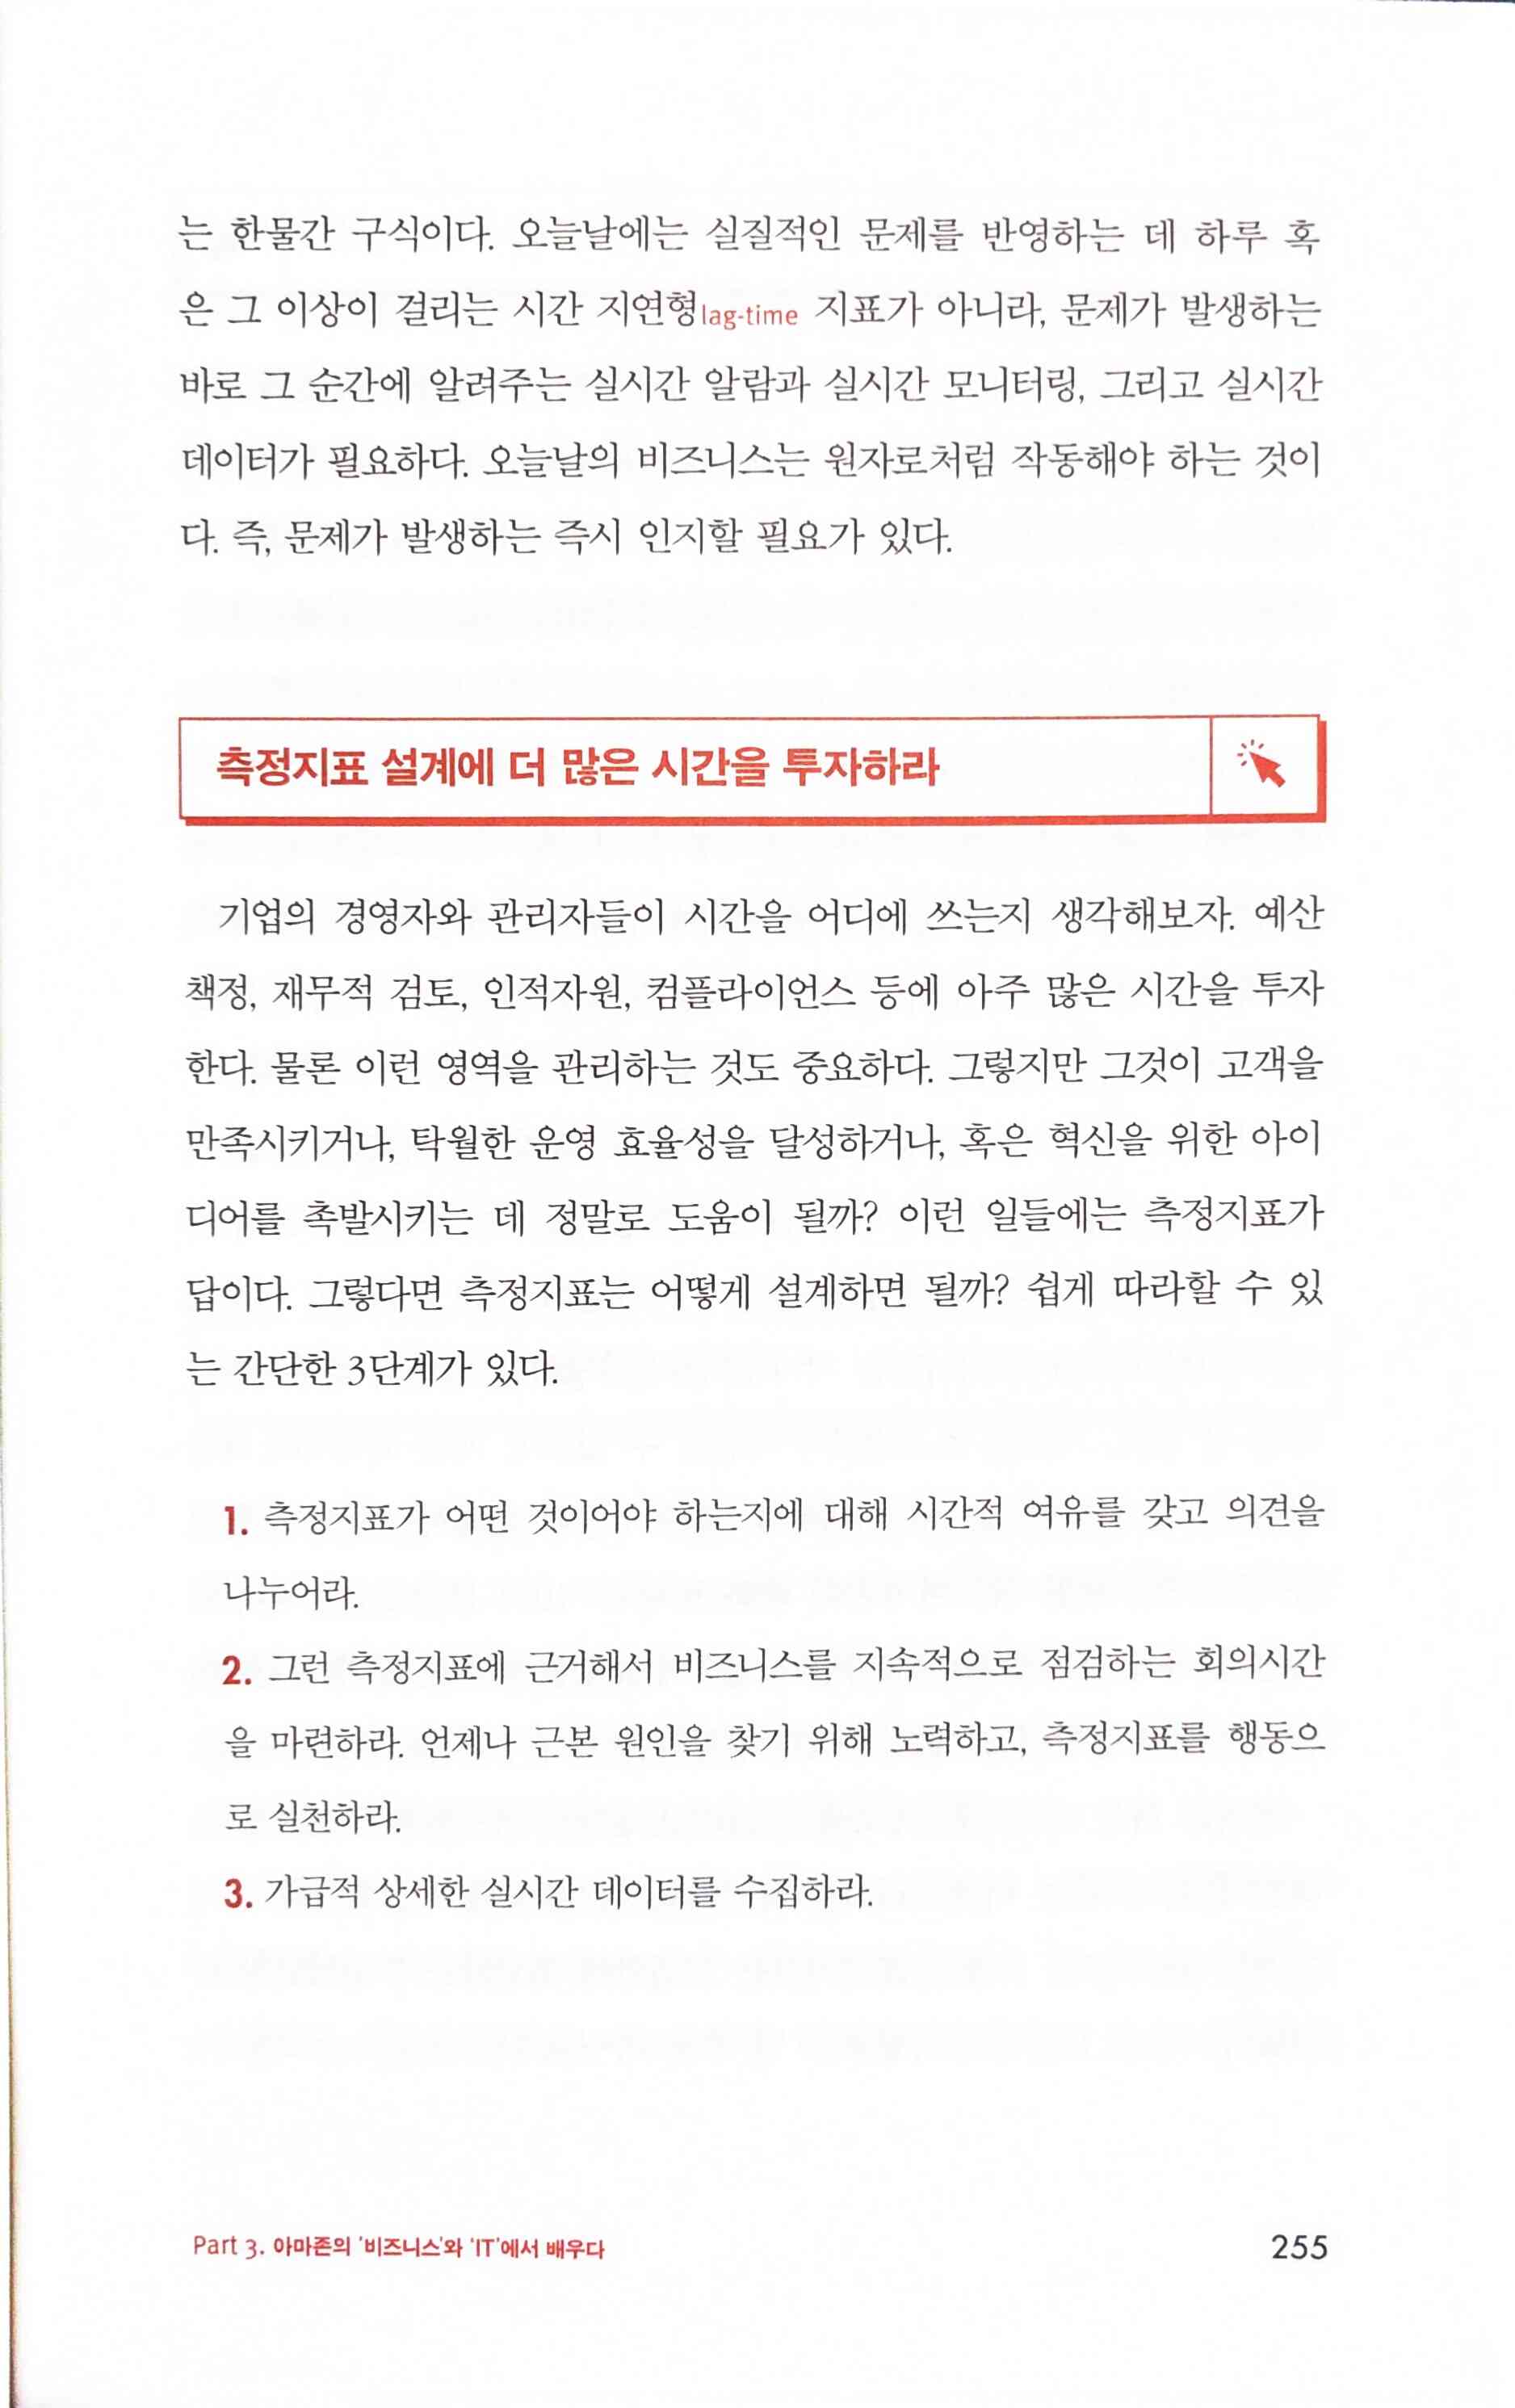 는 한물간 구식이다. 오늘날에는 실질적인 문제를 반영하는 데 하루 혹
은 그 이상이 걸리는 시간 지연형lag-time 지표가 아니라, 문제가 발생하는
바로 그 순간에 알려주는 실시간 알람과 실시간 모니터링, 그리고 실시간
데이터가 필요하다. 오늘날의 비즈니스는 원자로처럼 작동해야 하는 것이
다. 즉, 문제가 발생하는 즉시 인지할 필요가 있다.
측정지표 설계에 더 많은 시간을 투자하라
기업의 경영자와 관리자들이 시간을 어디에 쓰는지 생각해보자. 예산
책정, 재무적 검토, 인적자원, 컴플라이언스 등에 아주 많은 시간을 투자
한다. 물론 이런 영역을 관리하는 것도 중요하다. 그렇지만 그것이 고객을
만족시키거나, 탁월한 운영 효율성을 달성하거나, 혹은 혁신을 위한 아이
디어를 촉발시키는 데 정말로 도움이 될까? 이런 일들에는 측정지표가
답이다. 그렇다면 측정지표는 어떻게 설계하면 될까? 쉽게 따라할 수 있
는 간단한 3단계가 있다.
1. 측정지표가 어떤 것이어야 하는지에 대해 시간적 여유를 갖고 의견을
나누어라.
2. 그런 측정지표에 근거해서 비즈니스를 지속적으로 점검하는 회의시간
을 마련하라. 언제나 근본 원인을 찾기 위해 노력하고, 측정지표를 행동으
로 실천하라.
3. 가급적 상세한 실시간 데이터를 수집하라.
Part 3. 아마존의 '비즈니스'와 'IT'에서 배우다
255